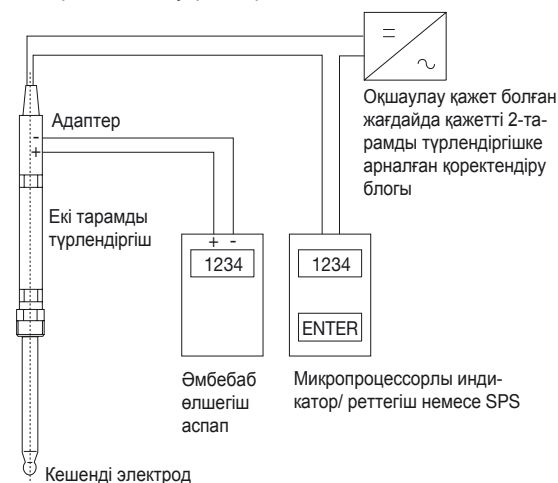 =
~
Оқшаулау қажет болған
жағдайда қажетті 2-та-
рамды түрлендіргішке
арналған қоректендіру
блогы
Адаптер
-
+
Екі тарамды
түрлендіргіш
+ -
1234
1234
ENTER
Әмбебаб
өлшегіш
аспап
Микропроцессорлы инди-
катор/ реттегіш немесе SPS
Кешенді электрод